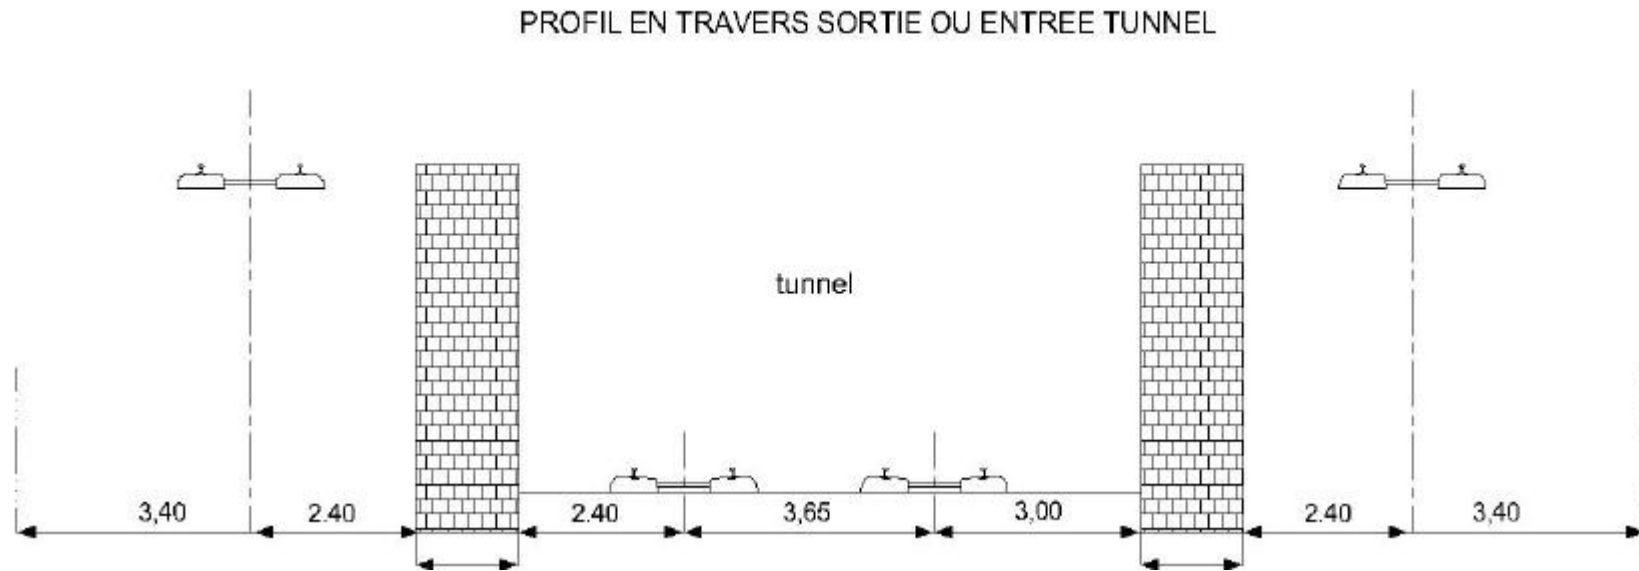 PROFIL EN TRAVERS SORTIE OU ENTREE TUNNEL
tunnel
3,40 2.40 2.40 3,65 3,00 2.40 3,40